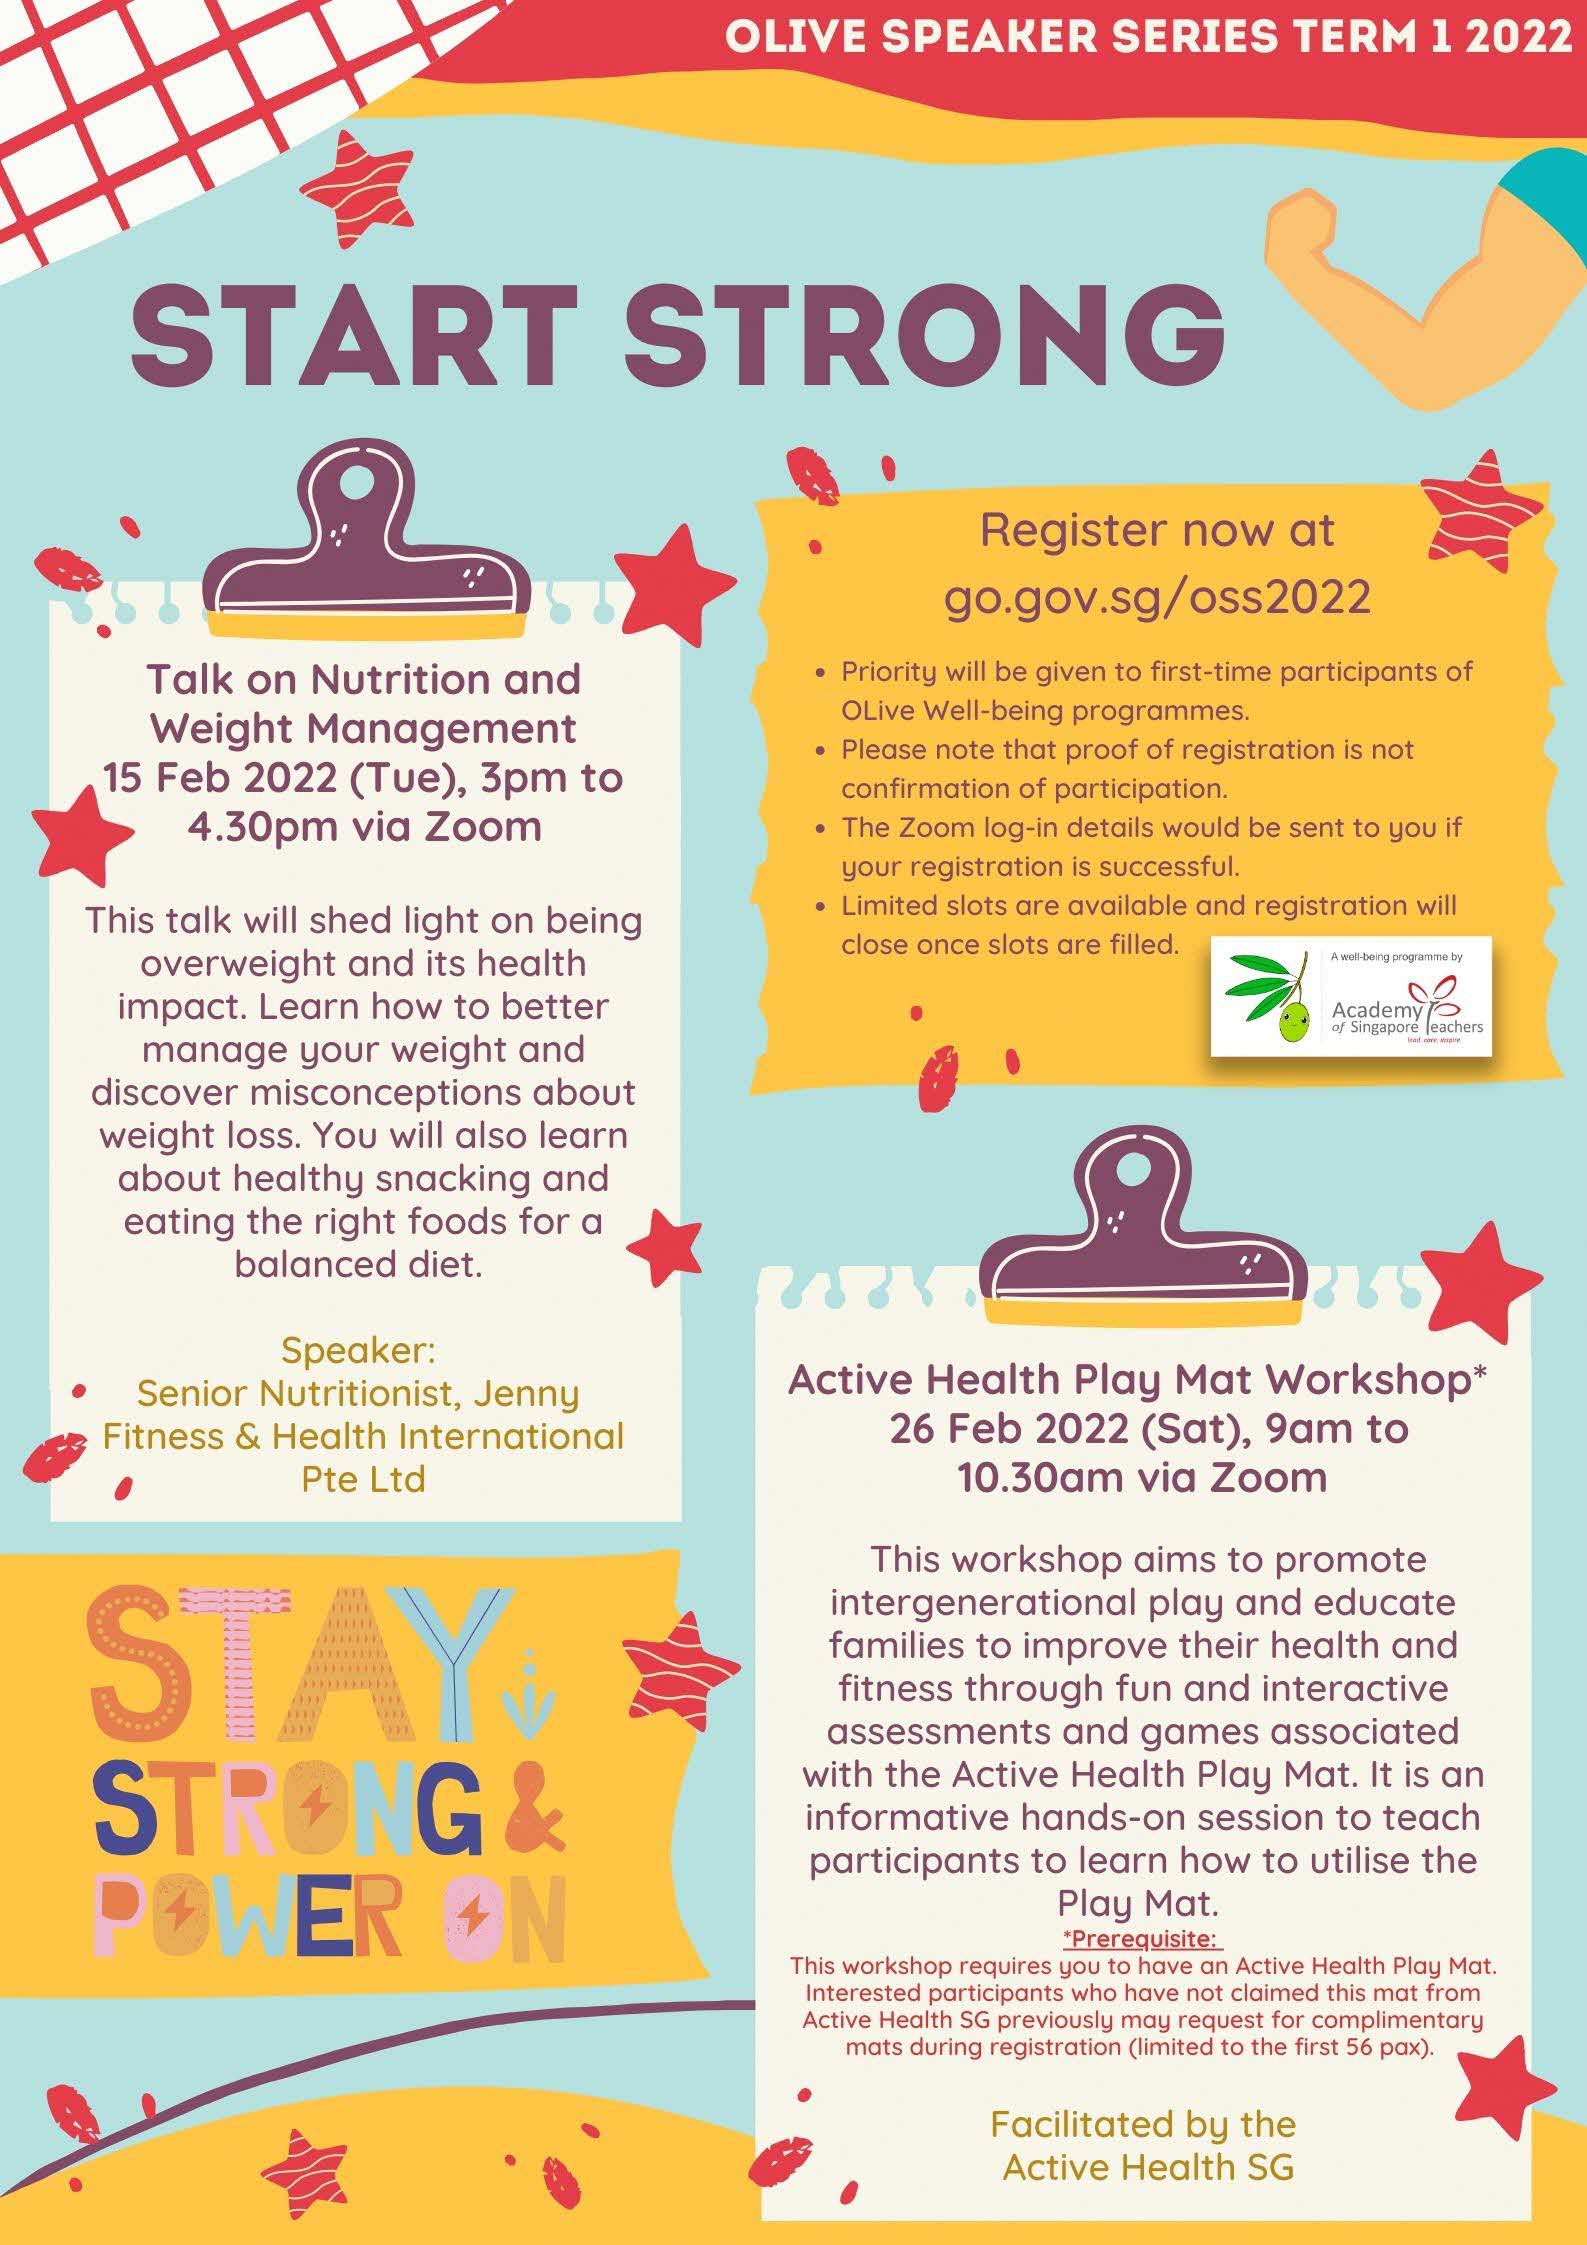 OLIVE SPEAKER SERIES TERM 1 2022
START STRONG
Talk on Nutrition and
Weight Management
15 Feb 2022 (Tue), 3pm to
4.30pm via Zoom
This talk will shed light on being
overweight and its health
impact. Learn how to better
manage your weight and
discover misconceptions about
weight loss. You will also learn
about healthy snacking and
eating the right foods for a
balanced diet.
Speaker:
Senior Nutritionist, Jenny
Fitness & Health International
Pte Ltd
STAY
STRONG &
POWER ON
Register now at
go.gov.sg/oss2022
• Priority will be given to first-time participants of
OLive Well-being programmes.
• Please note that proof of registration is not
confirmation of participation.
• The Zoom log-in details would be sent to you if
your registration is successful.
• Limited slots are available and registration will
close once slots are filled.
A well-being programme by
Academy
of Singapore Teachers
lead. care. inspire
Active Health Play Mat Workshop*
26 Feb 2022 (Sat), 9am to
10.30am via Zoom
This workshop aims to promote
intergenerational play and educate
families to improve their health and
fitness through fun and interactive
assessments and games associated
with the Active Health Play Mat. It is an
informative hands-on session to teach
participants to learn how to utilise the
Play Mat.
*Prerequisite:
This workshop requires you to have an Active Health Play Mat.
Interested participants who have not claimed this mat from
Active Health SG previously may request for complimentary
mats during registration (limited to the first 56 pax).
Facilitated by the
Active Health SG